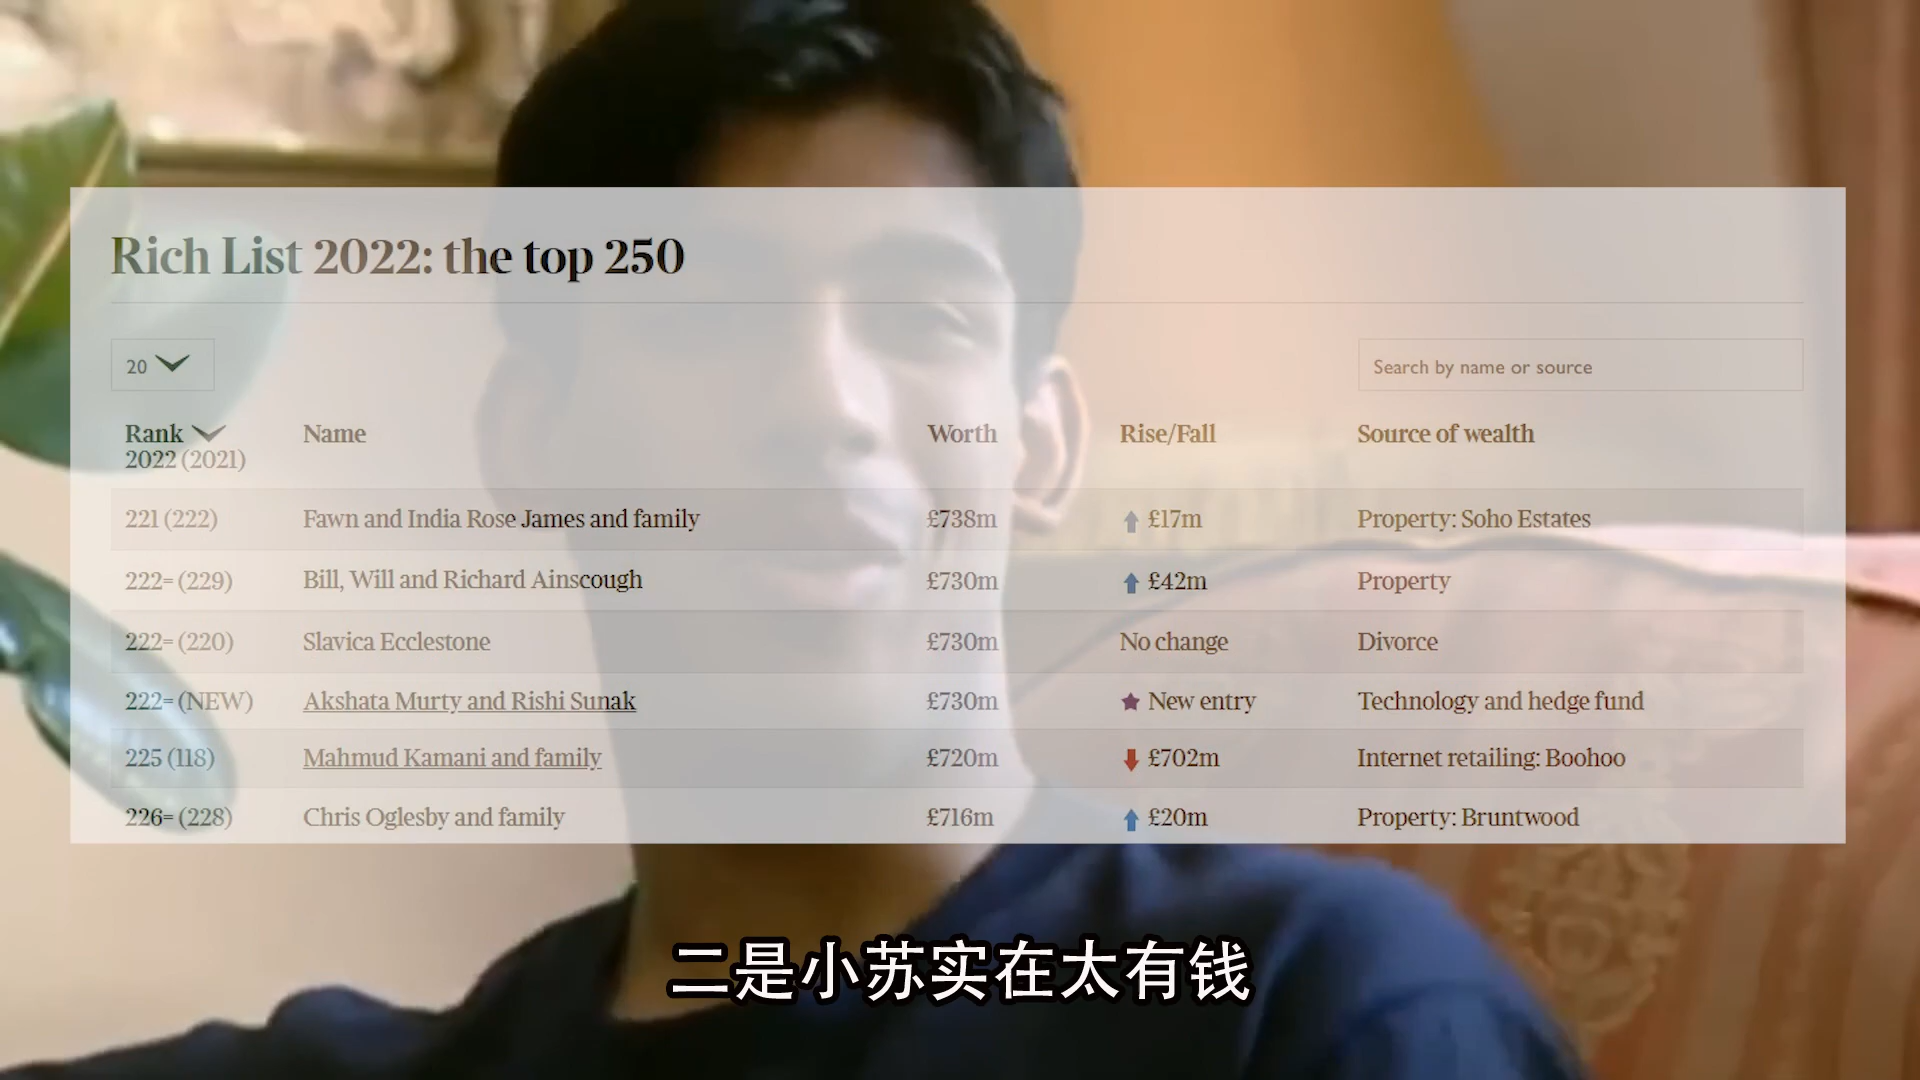 Rich List 2022: the top 250
20
Search by name or source
Rank Name Worth Rise/Fall Source of wealth
2022 (2021)
221 (222) Fawn and India Rose James and family £738m £17m Property: Soho Estates
222= (229) Bill, Will and Richard Ainscough £730m £42m Property
222= (220) Slavica Ecclestone £730m No change Divorce
222= (NEW) Akshata Murty and Rishi Sunak £730m New entry Technology and hedge fund
225 (118) Mahmud Kamani and family £720m £702m Internet retailing: Boohoo
226= (228) Chris Oglesby and family £716m £20m Property: Bruntwood
二是小苏实在太有钱